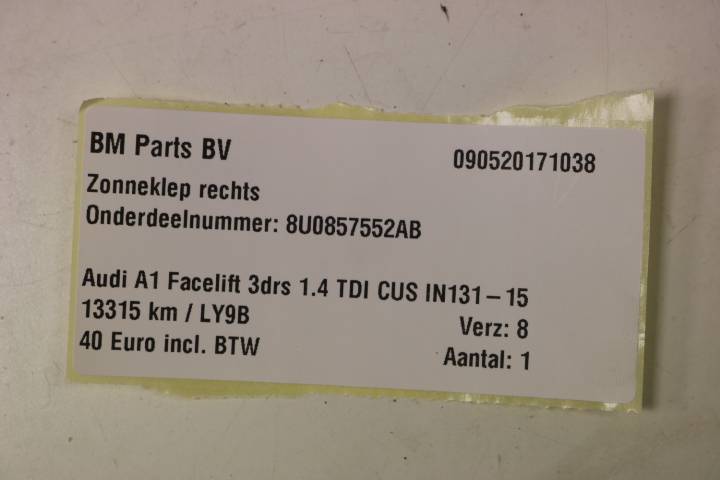 BM Parts BV 090520171038
Zonneklep rechts
Onderdeelnummer: 8U0857552AB
Audi A1 Facelift 3drs 1.4 TDI CUS IN131-15
13315 km / LY9B Verz: 8
40 Euro incl. BTW Aantal: 1